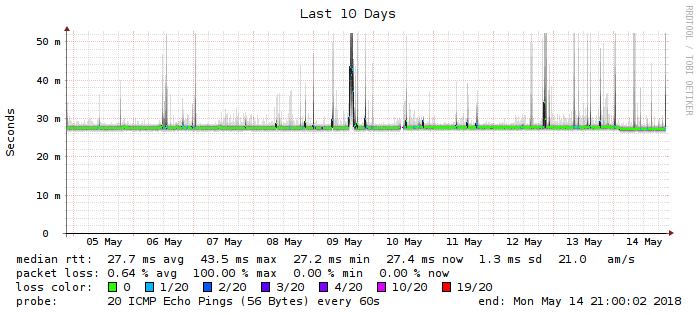 Last 10 Days
RRDTOOL / TOBI OETIKER
Seconds
50 m
40 m
30 m
20 m
10 m
0
05 May 06 May 07 May 08 May 09 May 10 May 11 May 12 May 13 May 14 May
median rtt: 27.7 ms avg 43.5 ms max 27.2 ms min 27.4 ms now 1.3 ms sd 21.0 am/s
packet loss: 0.64 % avg 100.00 % max 0.00 % min 0.00 % now
loss color: 0 1/20 2/20 3/20 4/20 10/20 19/20
probe: 20 ICMP Echo Pings (56 Bytes) every 60s end: Mon May 14 21:00:02 2018